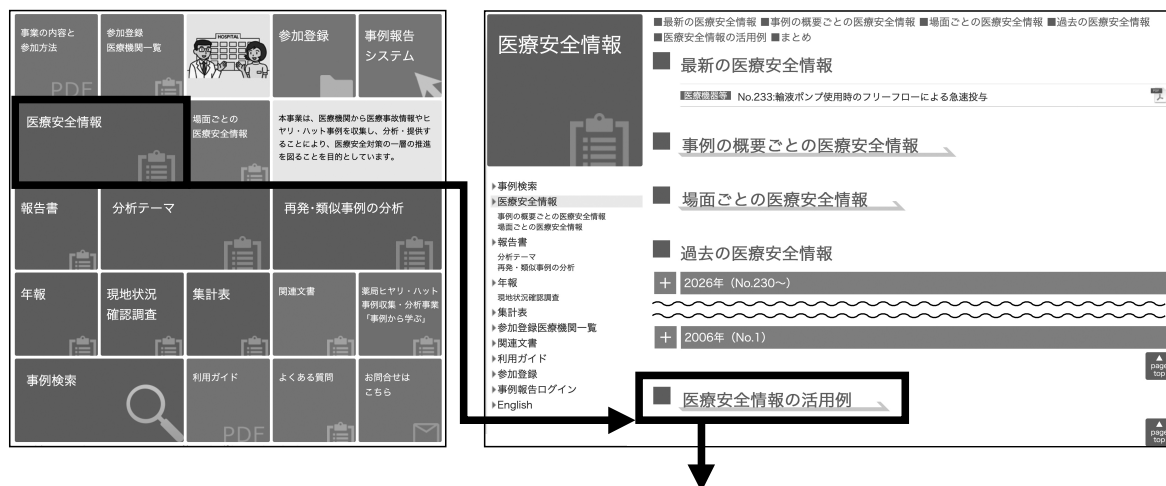 事業の内容と
参加方法
PDF
参加登録
医療機関一覧
HOSPITAL
参加登録
事例報告
システム
医療安全情報
場面ごとの
医療安全情報
本事業は、医療機関から医療事故情報やヒ
ヤリ・ハット事例を収集し、分析・提供す
ることにより、医療安全対策の一層の推進
を図ることを目的としています。
報告書
分析テーマ
再発・類似事例の分析
年報
現地状況
確認調査
集計表
関連文書
薬局ヒヤリ・ハット
事例収集・分析事業
「事例から学ぶ」
事例検索
利用ガイド
PDF
よくある質問
お問合せは
こちら
医療安全情報
▶事例検索
▶医療安全情報
事例の概要ごとの医療安全情報
場面ごとの医療安全情報
▶報告書
分析テーマ
再発・類似事例の分析
▶年報
現地状況確認調査
▶集計表
▶参加登録医療機関一覧
▶関連文書
▶利用ガイド
▶参加登録
▶事例報告ログイン
▶English
■最新の医療安全情報 ■事例の概要ごとの医療安全情報 ■場面ごとの医療安全情報 ■過去の医療安全情報
■医療安全情報の活用例 ■まとめ
■ 最新の医療安全情報
医療機器等 No.233:輸液ポンプ使用時のフリーフローによる急速投与
■ 事例の概要ごとの医療安全情報
■ 場面ごとの医療安全情報
■ 過去の医療安全情報
＋ 2026年（No.230〜）
＋ 2006年（No.1）
▲
page
top
■ 医療安全情報の活用例
▲
page
top